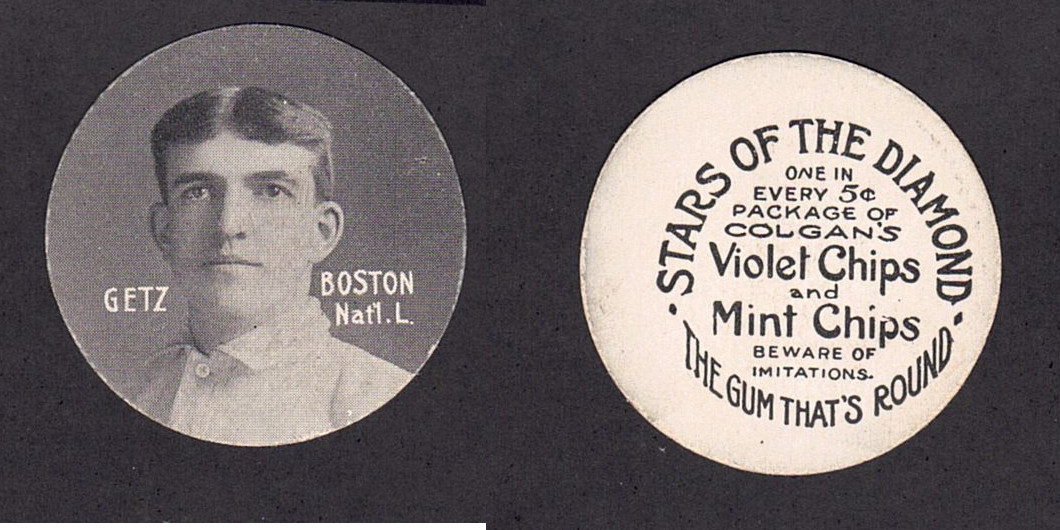 GETZ
BOSTON
Nat'l. L.
STARS OF THE DIAMOND
ONE IN
EVERY 5¢
PACKAGE OF
COLGAN'S
Violet Chips
and
Mint Chips
BEWARE OF
IMITATIONS.
THE GUM THAT'S ROUND